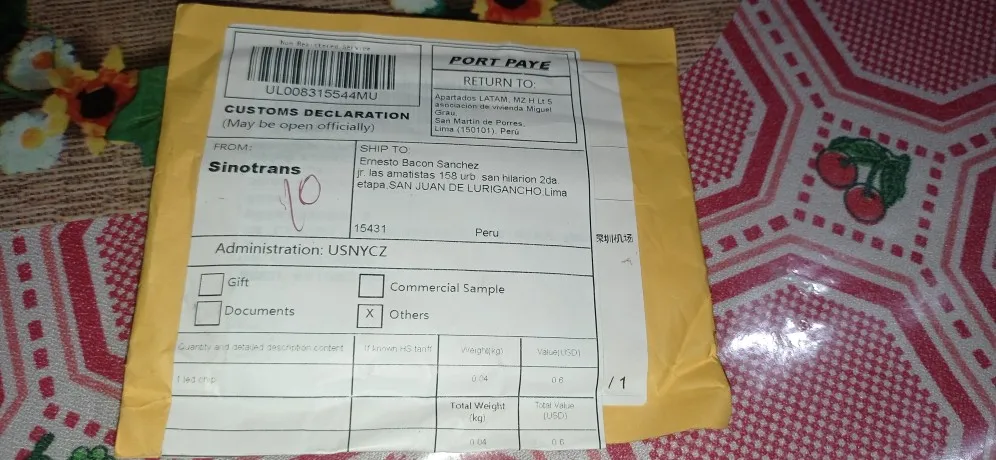 Non Registered Service
UL008315544MU
CUSTOMS DECLARATION
(May be open officially)
PORT PAYE
RETURN TO:
Apartados LATAM, MZ H Lt 5
asociacion de vivienda Miguel
Grau,
San Martin de Porres,
Lima (150101). Perú
FROM:
Sinotrans
10
SHIP TO:
Ernesto Bacon Sanchez
jr. las amatistas 158 urb. san hilarion 2da
etapa,SAN JUAN DE LURIGANCHO Lima
15431 Peru
深圳机场
Administration: USNYCZ
Gift
Commercial Sample
Documents
X Others
Quantity and detailed description content If known HS tariff Weight(kg) Value(USD)
1 led chip 0.04 0.6
/ 1
Total Weight Total Value
(kg) (USD)
0.04 0.6